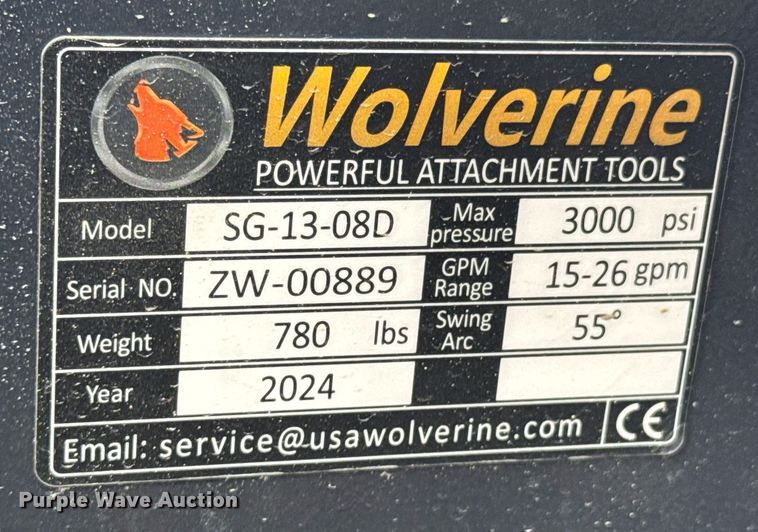 Wolverine
POWERFUL ATTACHMENT TOOLS
Model SG-13-08D Max pressure 3000 psi
Serial NO. ZW-00889 GPM Range 15-26 gpm
Weight 780 lbs Swing Arc 55°
Year 2024
Email: service@usawolverine.com CE
Purple Wave Auction